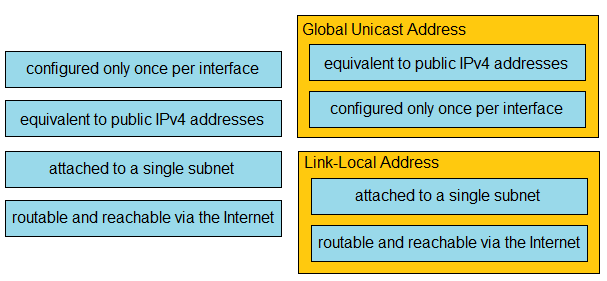 configured only once per interface
equivalent to public IPv4 addresses
attached to a single subnet
routable and reachable via the Internet
Global Unicast Address
equivalent to public IPv4 addresses
configured only once per interface
Link-Local Address
attached to a single subnet
routable and reachable via the Internet